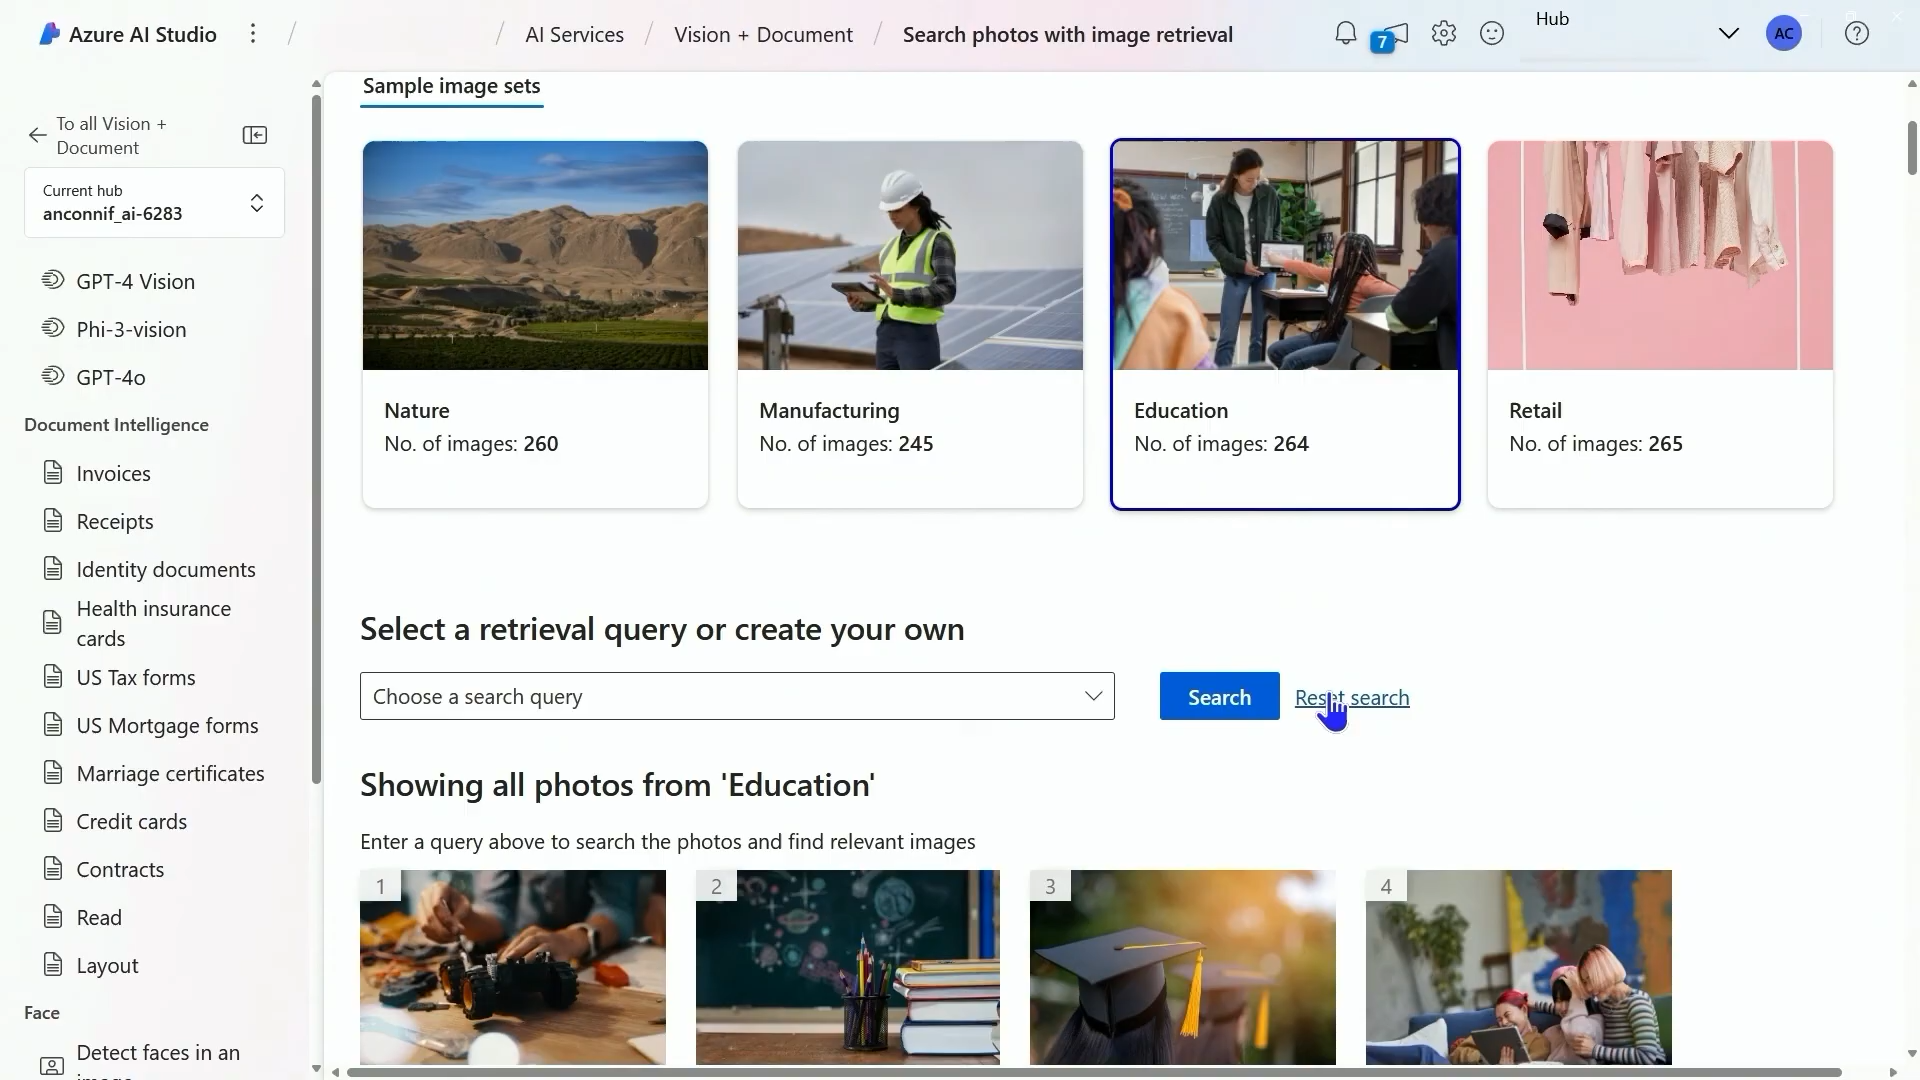 Azure AI Studio / / AI Services / Vision + Document / Search photos with image retrieval
7
Hub
AC
To all Vision +
Document
Current hub
anconnif_ai-6283
GPT-4 Vision
Phi-3-vision
GPT-4o
Document Intelligence
Invoices
Receipts
Identity documents
Health insurance
cards
US Tax forms
US Mortgage forms
Marriage certificates
Credit cards
Contracts
Read
Layout
Face
Detect faces in an
Sample image sets
Nature
No. of images: 260
Manufacturing
No. of images: 245
Education
No. of images: 264
Retail
No. of images: 265
Select a retrieval query or create your own
Choose a search query
Search
Reset search
Showing all photos from 'Education'
Enter a query above to search the photos and find relevant images
1
2
3
4